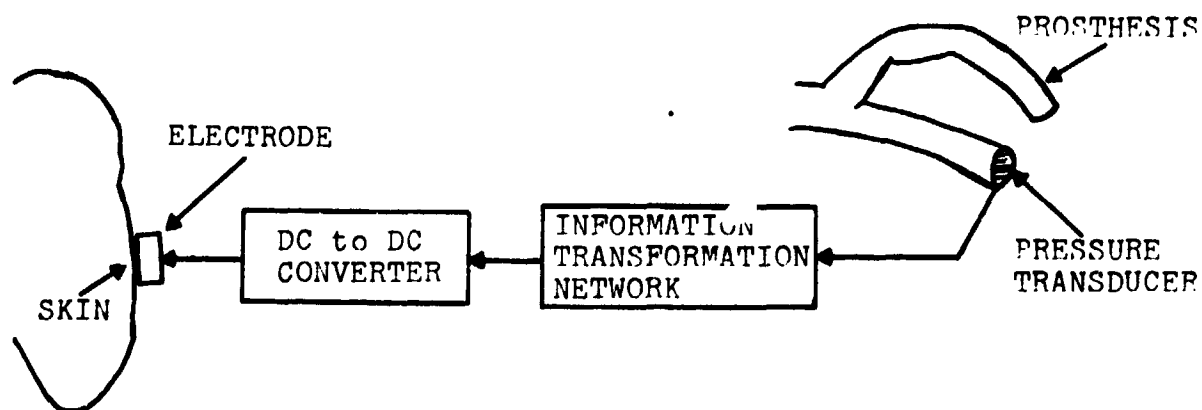 PROSTHESIS
ELECTRODE
DC to DC
CONVERTER
INFORMATION
TRANSFORMATION
NETWORK
PRESSURE
TRANSDUCER
SKIN